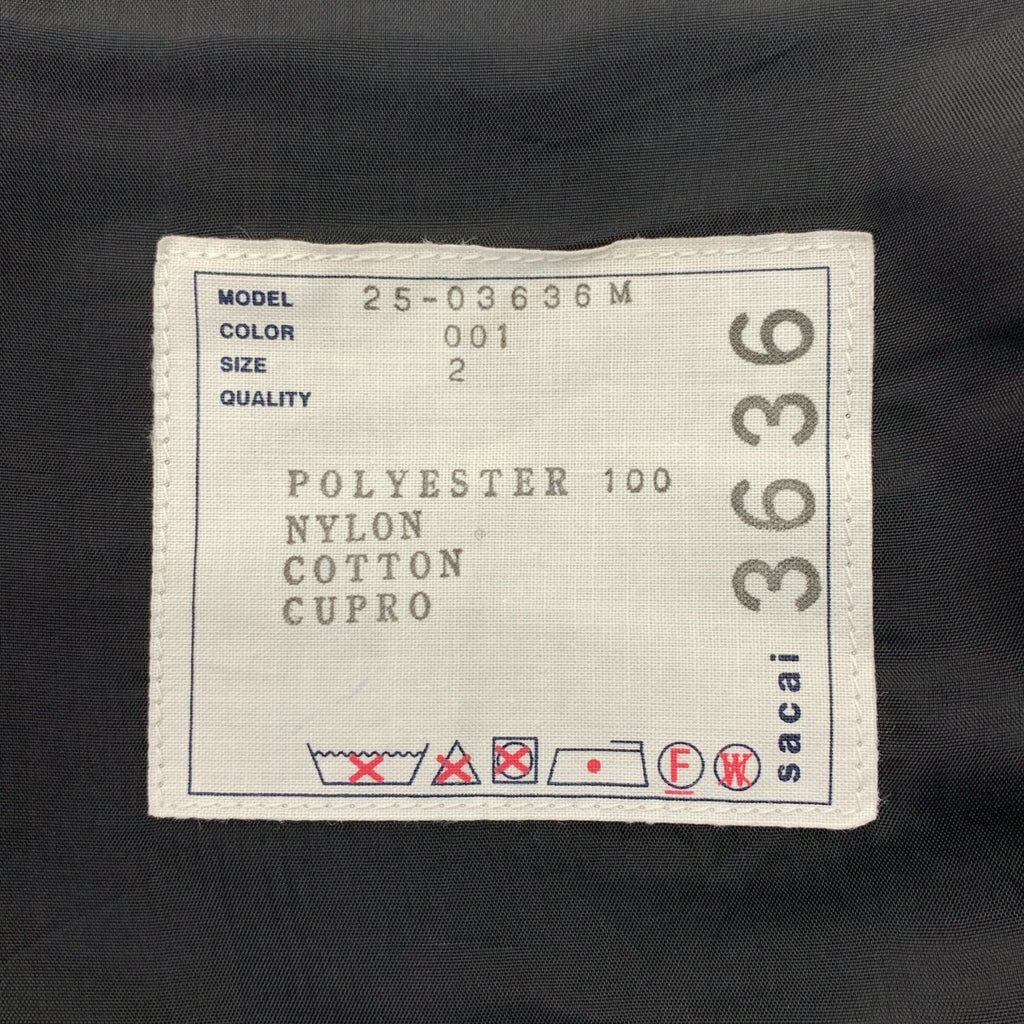 MODEL 25-03636M
COLOR 001
SIZE 2
QUALITY
POLYESTER 100
NYLON
COTTON
CUPRO
F W
sacai 3636